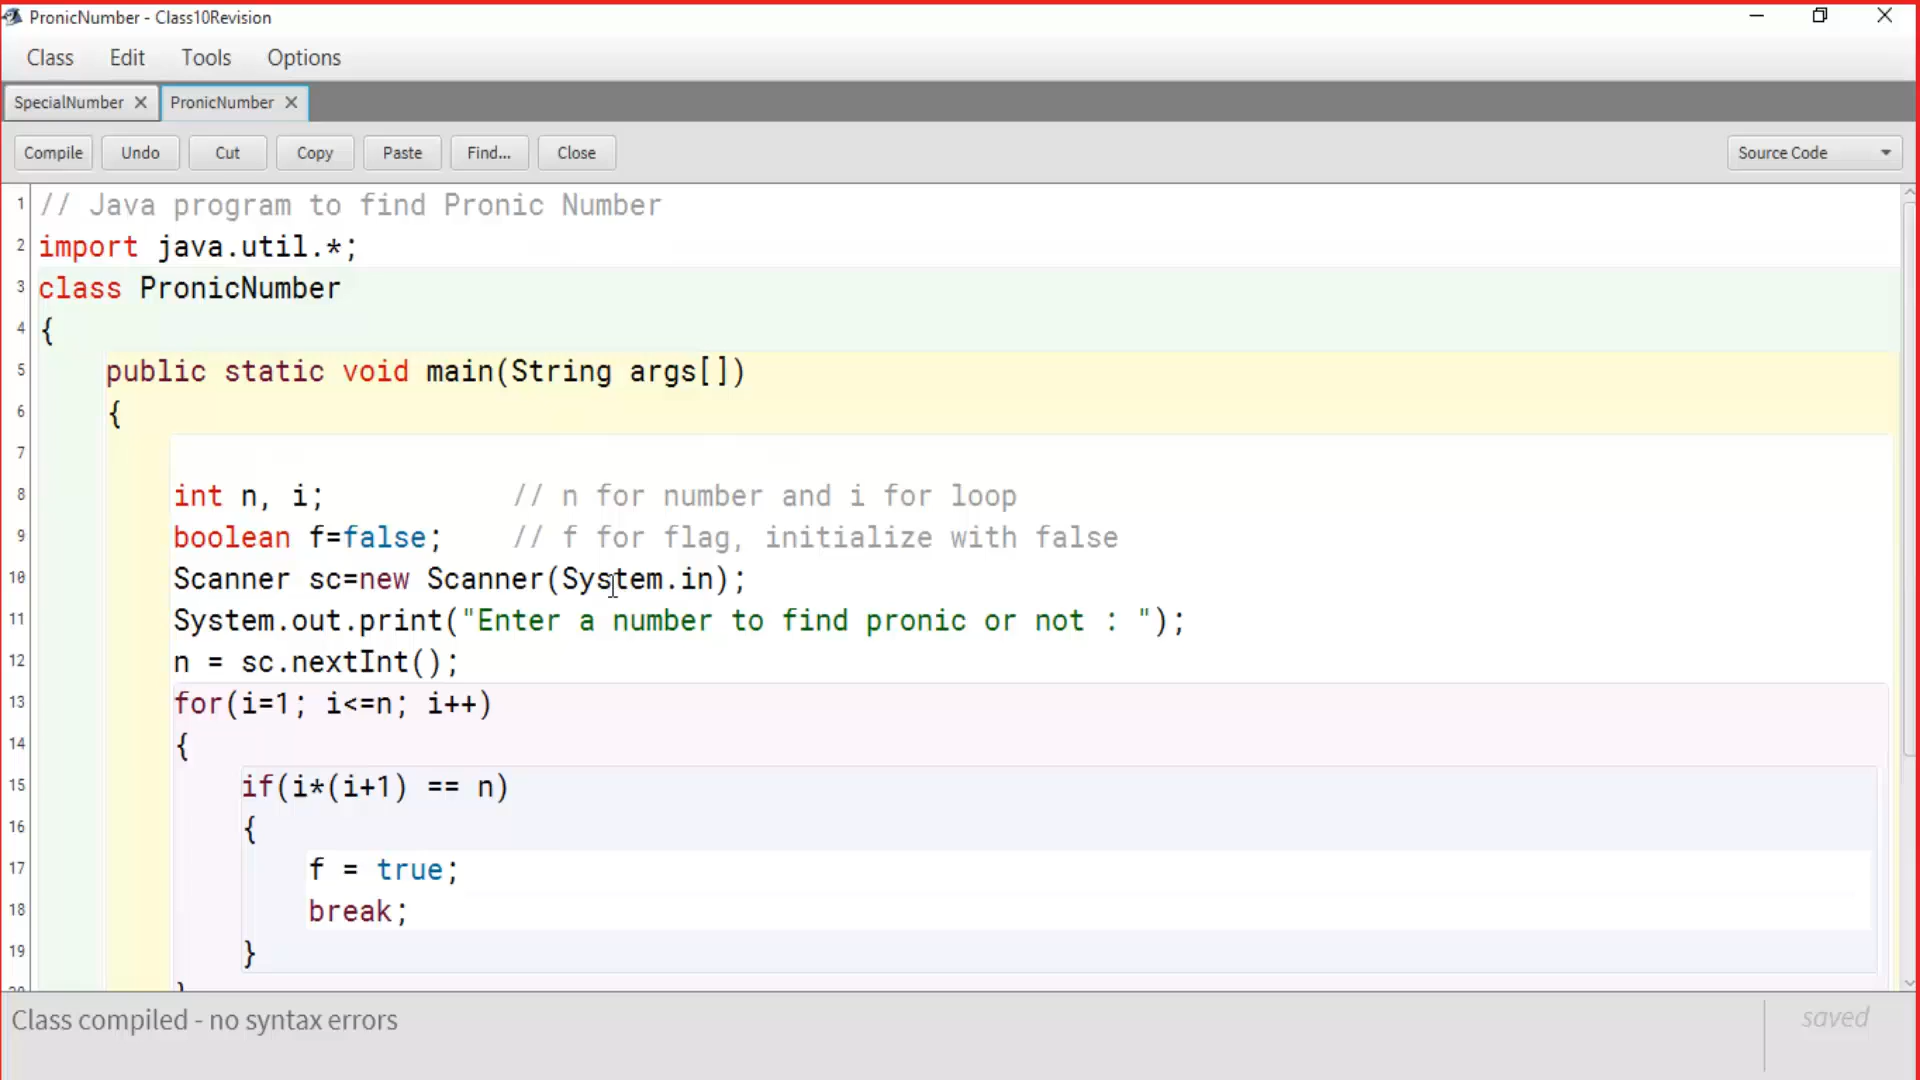 PronicNumber - Class10Revision
Class Edit Tools Options
SpecialNumber PronicNumber
Compile Undo Cut Copy Paste Find... Close Source Code
1 // Java program to find Pronic Number
2 import java.util.*;
3 class PronicNumber
4 {
5 public static void main(String args[])
6 {
7
8 int n, i; // n for number and i for loop
9 boolean f=false; // f for flag, initialize with false
10 Scanner sc=new Scanner(System.in);
11 System.out.print("Enter a number to find pronic or not : ");
12 n = sc.nextInt();
13 for(i=1; i<=n; i++)
14 {
15 if(i*(i+1) == n)
16 {
17 f = true;
18 break;
19 }
20 }
Class compiled - no syntax errors
saved